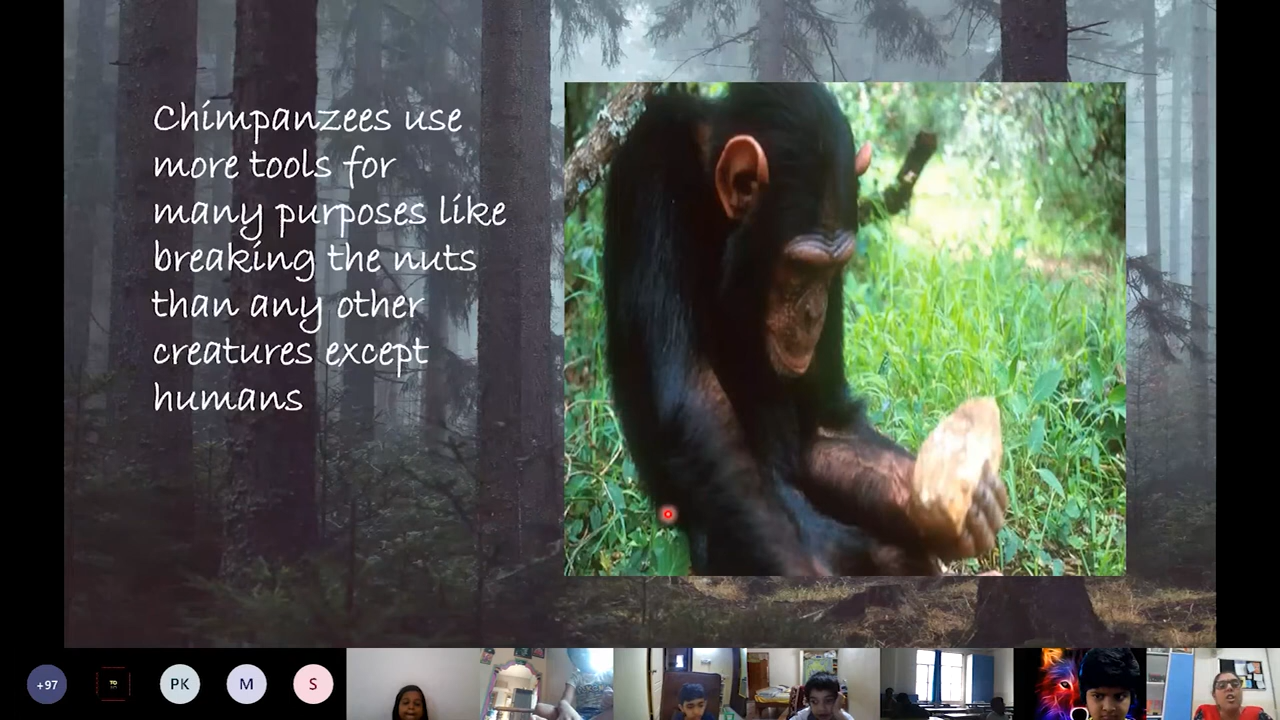 Chimpanzees use
more tools for
many purposes like
breaking the nuts
than any other
creatures except
humans
+97
TO
PK
M
S